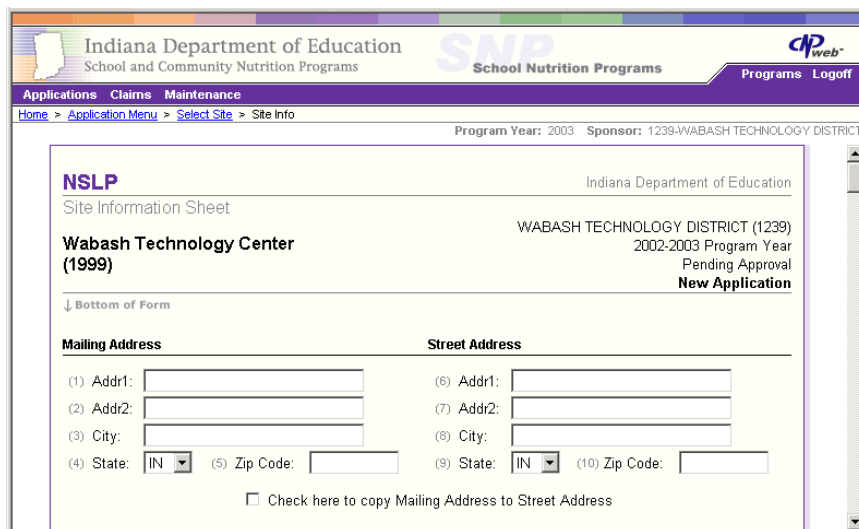 Indiana Department of Education
School and Community Nutrition Programs
SNP
School Nutrition Programs
CNPweb
Programs Logoff
Applications Claims Maintenance
Home > Application Menu > Select Site > Site Info
Program Year: 2003 Sponsor: 1239-WABASH TECHNOLOGY DISTRICT
NSLP Indiana Department of Education
Site Information Sheet
WABASH TECHNOLOGY DISTRICT (1239)
Wabash Technology Center 2002-2003 Program Year
(1999) Pending Approval
New Application
↓ Bottom of Form
Mailing Address Street Address
(1) Addr1: (6) Addr1:
(2) Addr2: (7) Addr2:
(3) City: (8) City:
(4) State: IN (5) Zip Code: (9) State: IN (10) Zip Code:
Check here to copy Mailing Address to Street Address